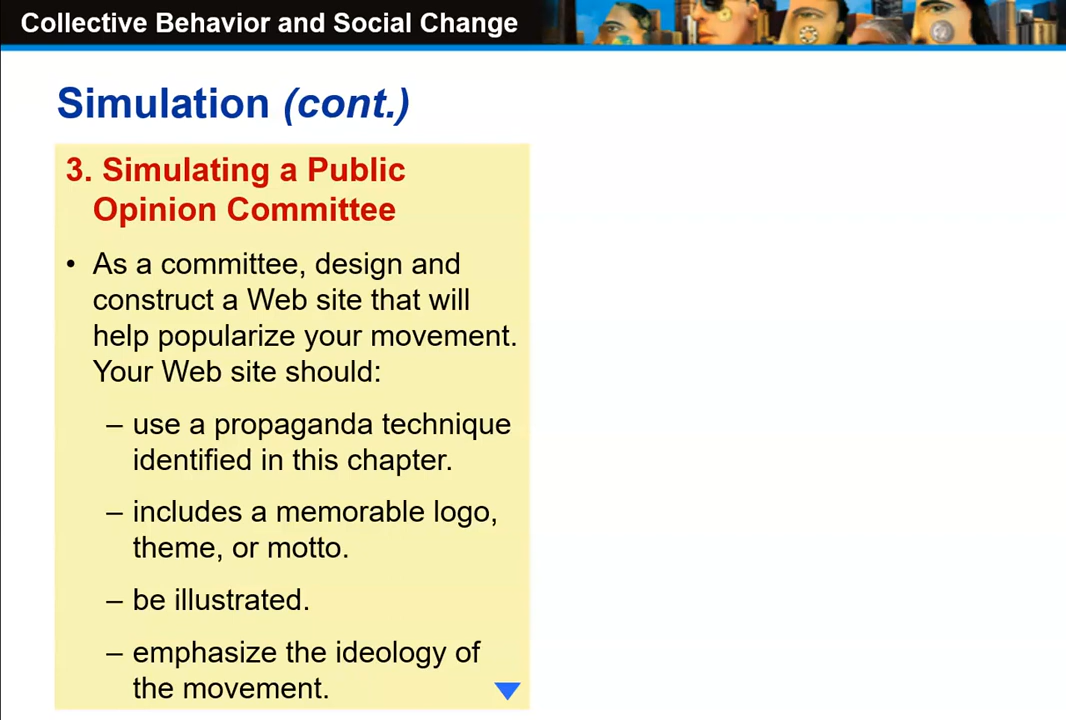 Collective Behavior and Social Change
Simulation (cont.)
3. Simulating a Public
Opinion Committee
• As a committee, design and
construct a Web site that will
help popularize your movement.
Your Web site should:
– use a propaganda technique
identified in this chapter.
– includes a memorable logo,
theme, or motto.
– be illustrated.
– emphasize the ideology of
the movement.